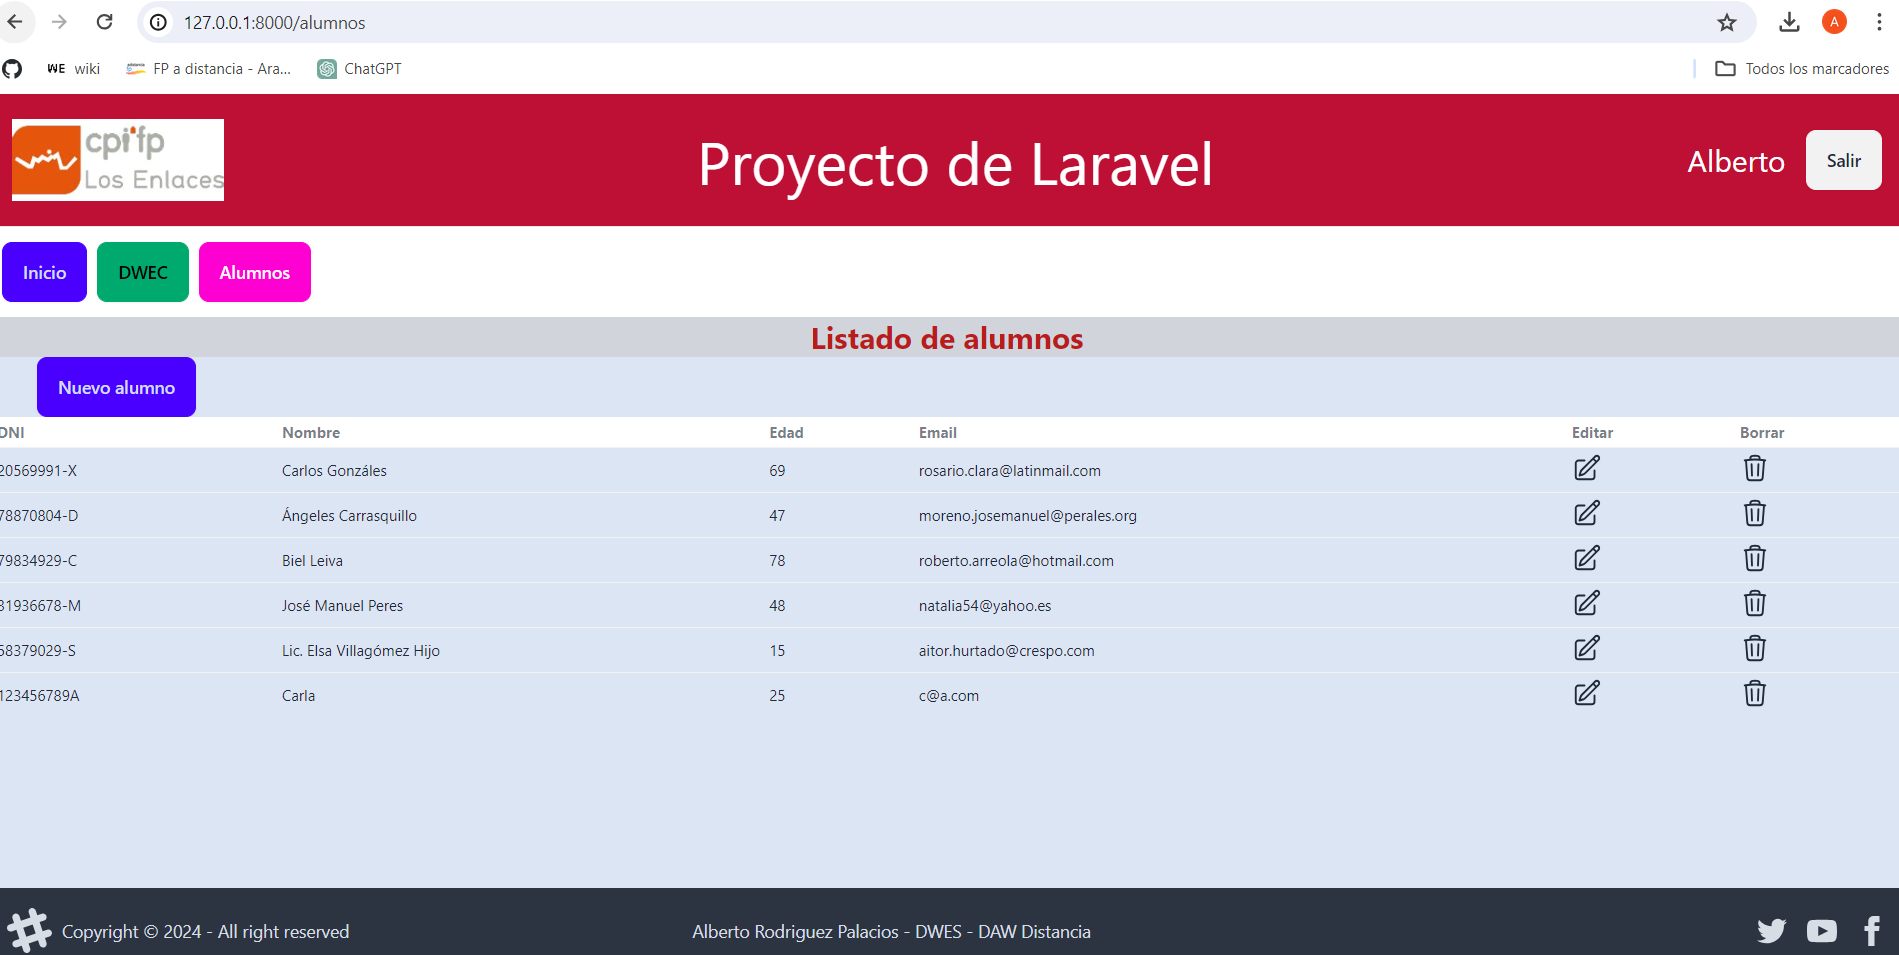 127.0.0.1:8000/alumnos
A
WE wiki FP a distancia - Ara... ChatGPT Todos los marcadores
cpi'fp
Los Enlaces
Proyecto de Laravel
Alberto Salir
Inicio DWEC Alumnos
Listado de alumnos
Nuevo alumno
DNI Nombre Edad Email Editar Borrar
20569991-X Carlos Gonzáles 69 rosario.clara@latinmail.com
78870804-D Ángeles Carrasquillo 47 moreno.josemanuel@perales.org
79834929-C Biel Leiva 78 roberto.arreola@hotmail.com
31936678-M José Manuel Peres 48 natalia54@yahoo.es
58379029-S Lic. Elsa Villagómez Hijo 15 aitor.hurtado@crespo.com
123456789A Carla 25 c@a.com
Copyright © 2024 - All right reserved Alberto Rodriguez Palacios - DWES - DAW Distancia